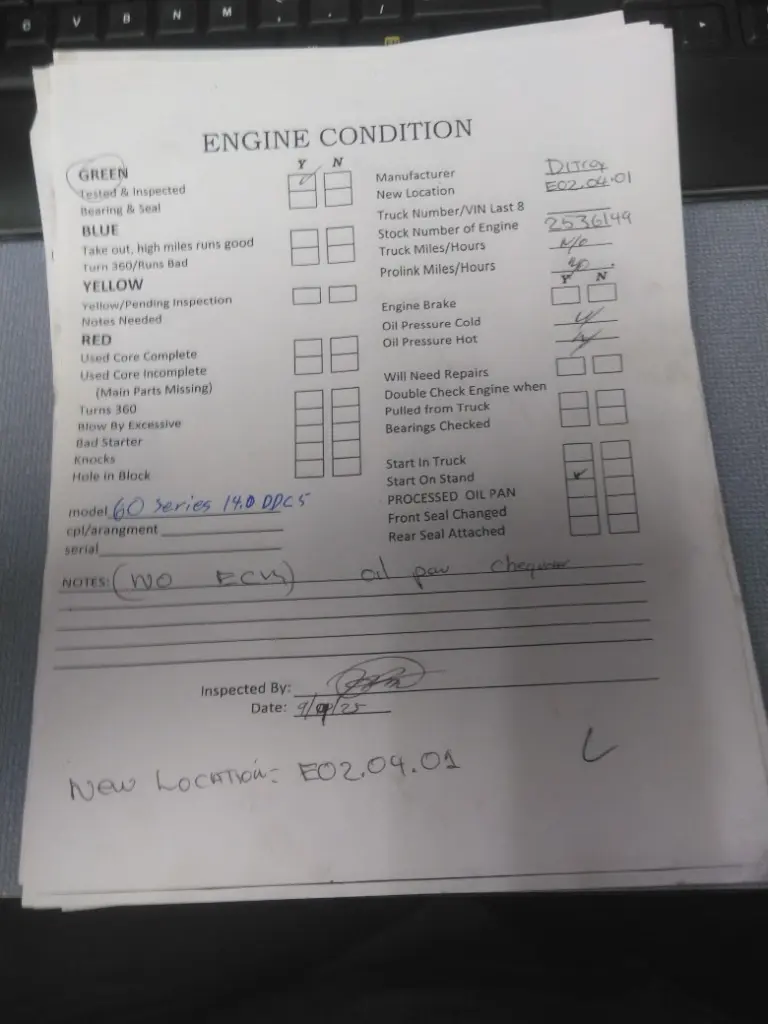 ENGINE CONDITION
Y N
GREEN
Tested & Inspected
Bearing & Seal
BLUE
Take out, high miles runs good
Turn 360/Runs Bad
YELLOW
Yellow/Pending Inspection
Notes Needed
RED
Used Core Complete
Used Core Incomplete
(Main Parts Missing)
Turns 360
Blow By Excessive
Bad Starter
Knocks
Hole in Block
model 60 Series 14.0 DDC5
cpl/arangment
serial
Manufacturer
New Location E02.04.01
Truck Number/VIN Last 8
Stock Number of Engine 2536149
Truck Miles/Hours
Prolink Miles/Hours
Y N
Engine Brake
Oil Pressure Cold
Oil Pressure Hot
Will Need Repairs
Double Check Engine when
Pulled from Truck
Bearings Checked
Start In Truck
Start On Stand
PROCESSED OIL PAN
Front Seal Changed
Rear Seal Attached
NOTES: (NO ECM) oil pan
Inspected By:
Date:
New Location: E02.04.01